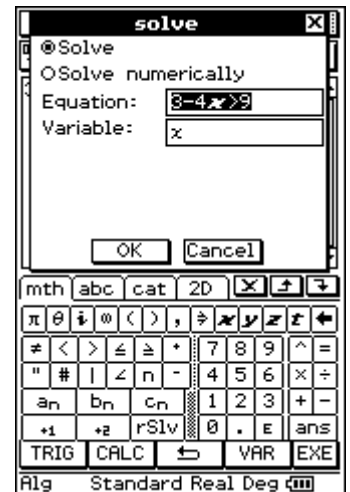 solve X
Solve
Solve numerically
Equation: 3-4x>9
Variable: x
OK Cancel
mth abc cat 2D
π θ i ∞ ( ) , ⇒ x y z t ←
≠ < > ≤ ≥ 7 8 9 ^ =
" # | ∠ n - 4 5 6 × ÷
an bn cn 1 2 3 + -
+1 +2 rSlv 0 . E ans
TRIG CALC VAR EXE
Alg Standard Real Deg